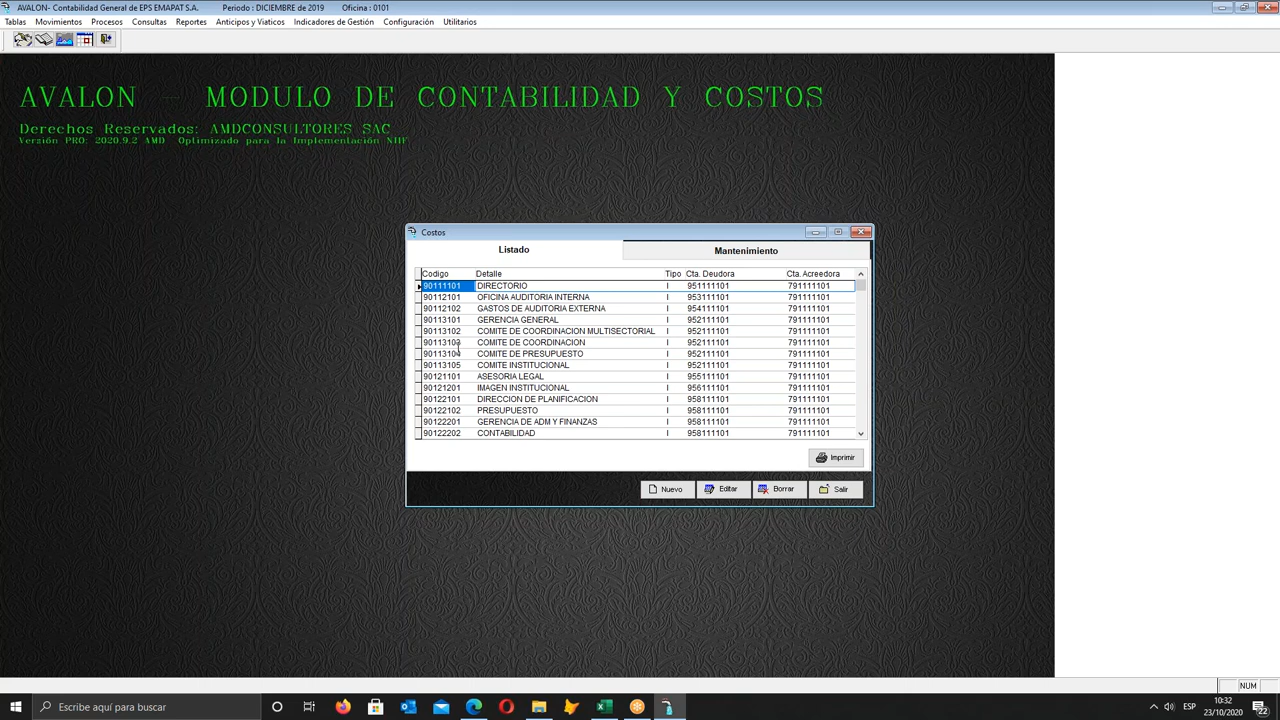 AVALON- Contabilidad General de EPS EMAPAT S.A. Periodo : DICIEMBRE de 2019 Oficina : 0101
Tablas Movimientos Procesos Consultas Reportes Anticipos y Viaticos Indicadores de Gestión Configuración Utilitarios
AVALON - MODULO DE CONTABILIDAD Y COSTOS
Derechos Reservados: AMDCONSULTORES SAC
Versión PRO: 2020.9.2 AMD Optimizado para la Implementación NIIF
Costos
Listado Mantenimiento
Codigo Detalle Tipo Cta. Deudora Cta. Acreedora
90111101 DIRECTORIO I 951111101 791111101
90112101 OFICINA AUDITORIA INTERNA I 953111101 791111101
90112102 GASTOS DE AUDITORIA EXTERNA I 954111101 791111101
90113101 GERENCIA GENERAL I 952111101 791111101
90113102 COMITE DE COORDINACION MULTISECTORIAL I 952111101 791111101
90113103 COMITE DE COORDINACION I 952111101 791111101
90113104 COMITE DE PRESUPUESTO I 952111101 791111101
90113105 COMITE INSTITUCIONAL I 952111101 791111101
90121101 ASESORIA LEGAL I 955111101 791111101
90121201 IMAGEN INSTITUCIONAL I 956111101 791111101
90122101 DIRECCION DE PLANIFICACION I 958111101 791111101
90122102 PRESUPUESTO I 958111101 791111101
90122201 GERENCIA DE ADM Y FINANZAS I 958111101 791111101
90122202 CONTABILIDAD I 958111101 791111101
Imprimir
Nuevo Editar Borrar Salir
NUM
Escribe aquí para buscar
ESP
10:32
23/10/2020
22